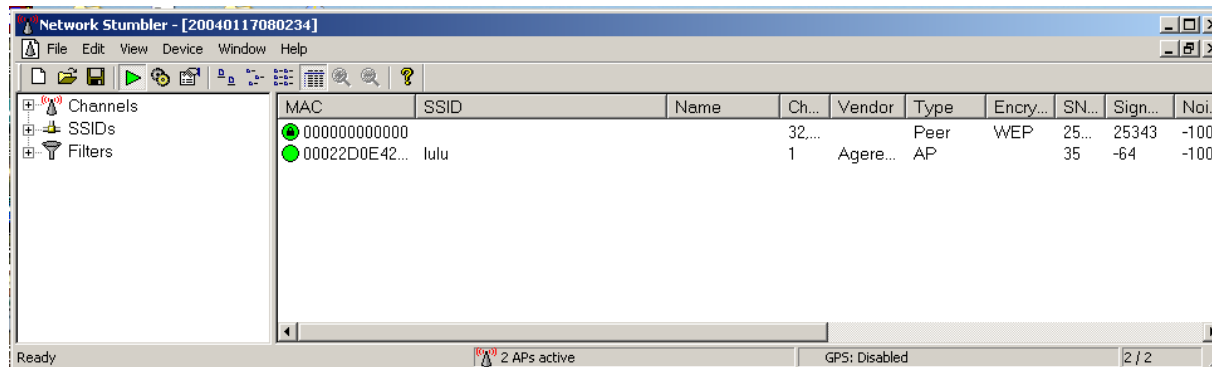 Network Stumbler - [20040117080234]
File Edit View Device Window Help
Channels
SSIDs
Filters
MAC SSID Name Ch... Vendor Type Encry... SN... Sign... Noi.
000000000000 32,... Peer WEP 25... 25343 -100
00022D0E42... lulu 1 Agere... AP 35 -64 -100
Ready 2 APs active GPS: Disabled 2 / 2